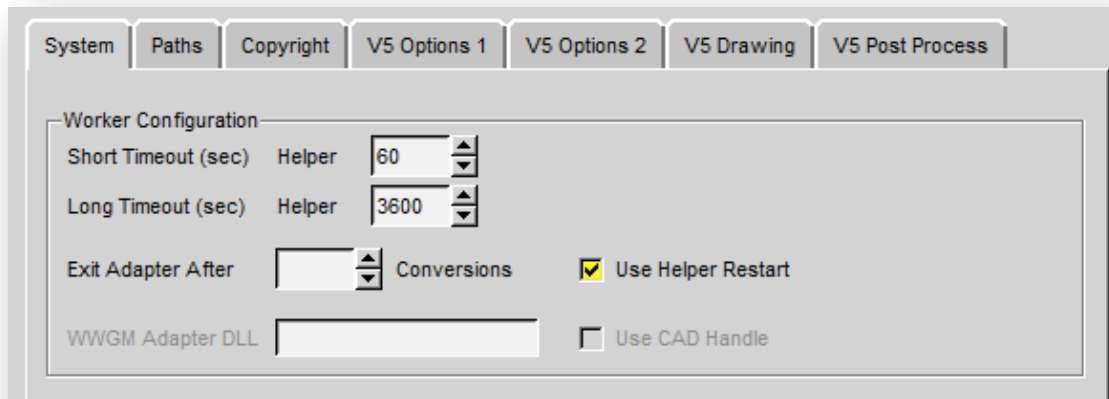 System Paths Copyright V5 Options 1 V5 Options 2 V5 Drawing V5 Post Process
Worker Configuration
Short Timeout (sec) Helper 60
Long Timeout (sec) Helper 3600
Exit Adapter After Conversions Use Helper Restart
WWGM Adapter DLL Use CAD Handle